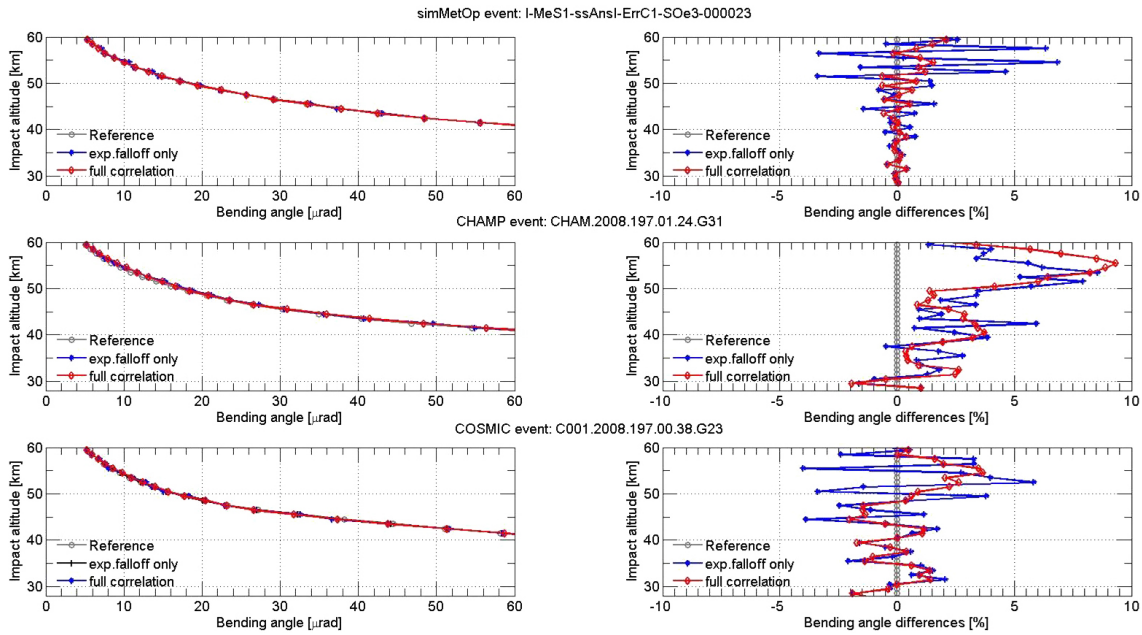 simMetOp event: I-MeS1-ssAnsI-ErrC1-SOe3-000023
60
50
40
30
Impact altitude [km]
Reference
exp.falloff only
full correlation
0 10 20 30 40 50 60
Bending angle [μrad]
60
50
40
30
Impact altitude [km]
Reference
exp.falloff only
full correlation
-10 -5 0 5 10
Bending angle differences [%]
CHAMP event: CHAM.2008.197.01.24.G31
60
50
40
30
Impact altitude [km]
Reference
exp.falloff only
full correlation
0 10 20 30 40 50 60
Bending angle [μrad]
60
50
40
30
Impact altitude [km]
Reference
exp.falloff only
full correlation
-10 -5 0 5 10
Bending angle differences [%]
COSMIC event: C001.2008.197.00.38.G23
60
50
40
30
Impact altitude [km]
Reference
exp.falloff only
full correlation
0 10 20 30 40 50 60
Bending angle [μrad]
60
50
40
30
Impact altitude [km]
Reference
exp.falloff only
full correlation
-10 -5 0 5 10
Bending angle differences [%]